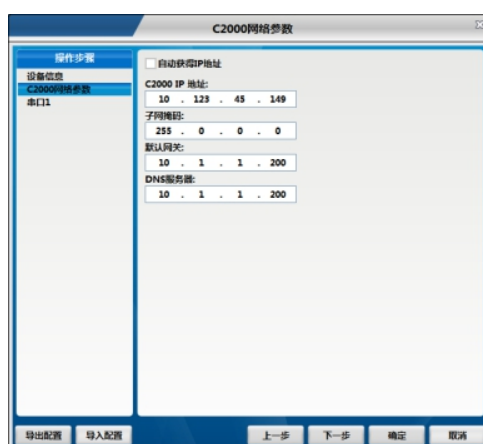 C2000网络参数
操作步骤
设备信息
C2000网络参数
串口1
自动获得IP地址
C2000 IP 地址:
10 . 123 . 45 . 149
子网掩码:
255 . 0 . 0 . 0
默认网关:
10 . 1 . 1 . 200
DNS服务器:
10 . 1 . 1 . 200
导出配置 导入配置 上一步 下一步 确定 取消